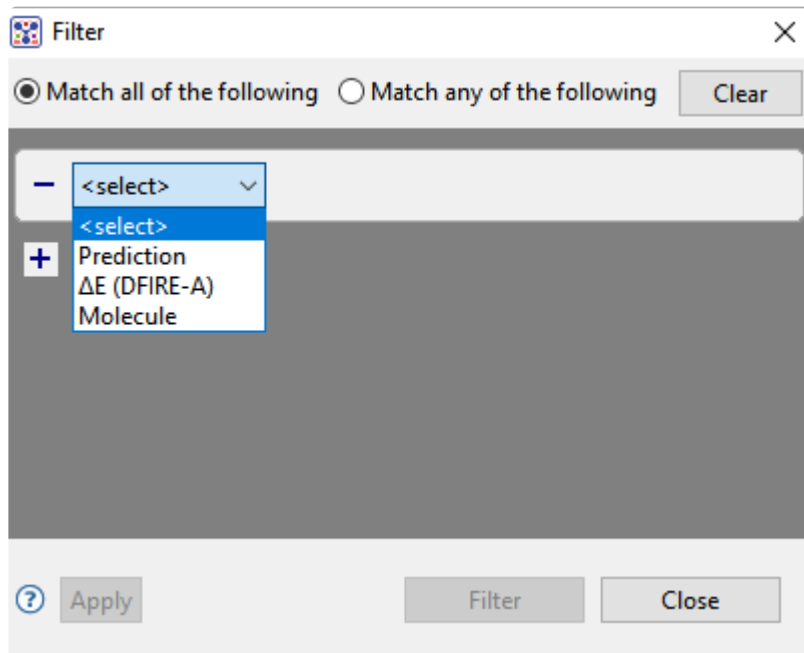 Filter
Match all of the following Match any of the following Clear
<select>
<select>
Prediction
ΔE (DFIRE-A)
Molecule
Apply Filter Close